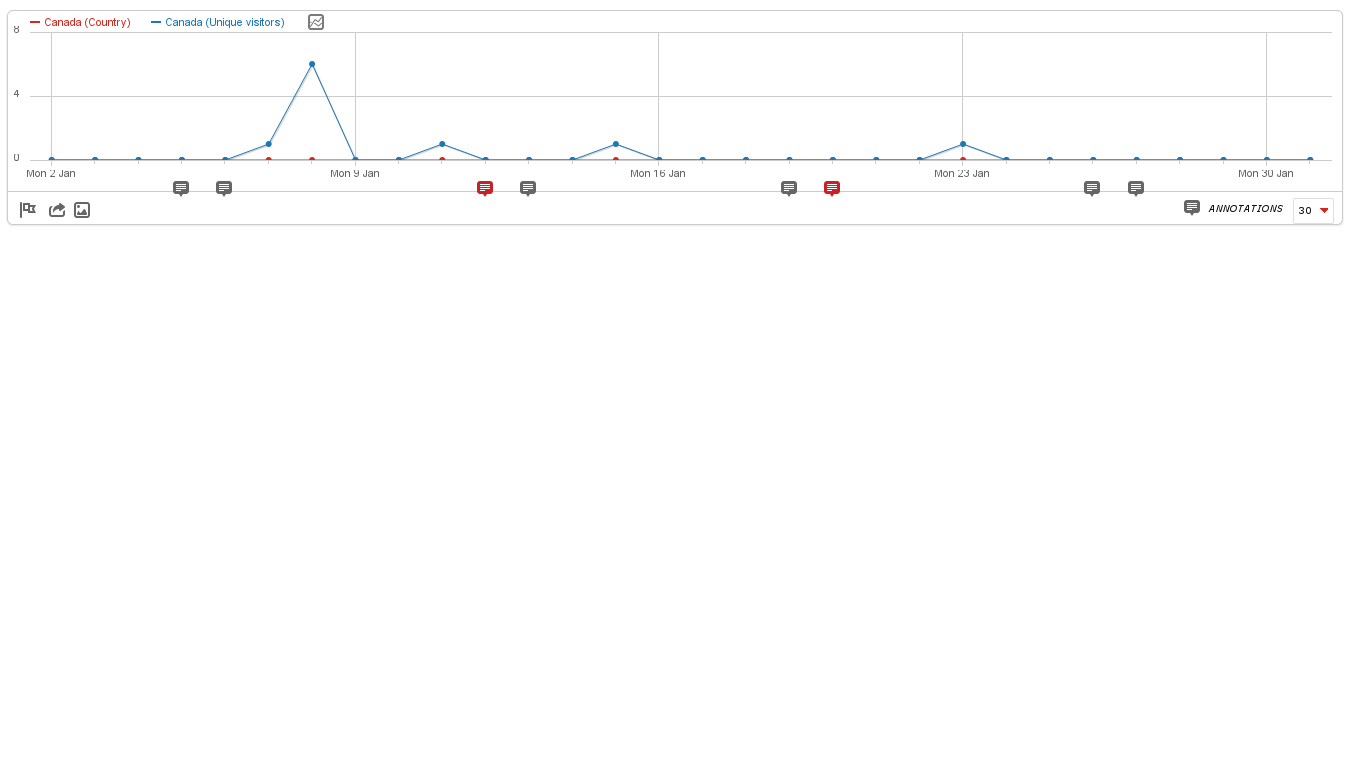 Canada (Country) Canada (Unique visitors)
8
4
0
Mon 2 Jan Mon 9 Jan Mon 16 Jan Mon 23 Jan Mon 30 Jan
ANNOTATIONS 30